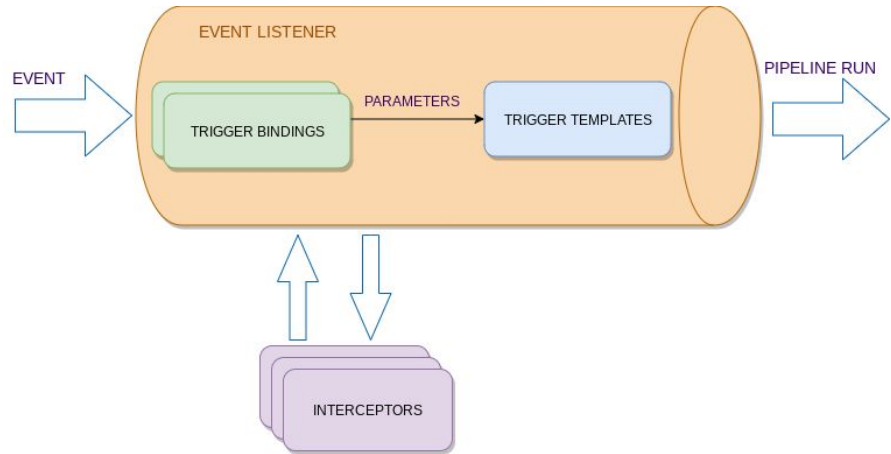 EVENT LISTENER
EVENT
PIPELINE RUN
PARAMETERS
TRIGGER BINDINGS
TRIGGER TEMPLATES
INTERCEPTORS